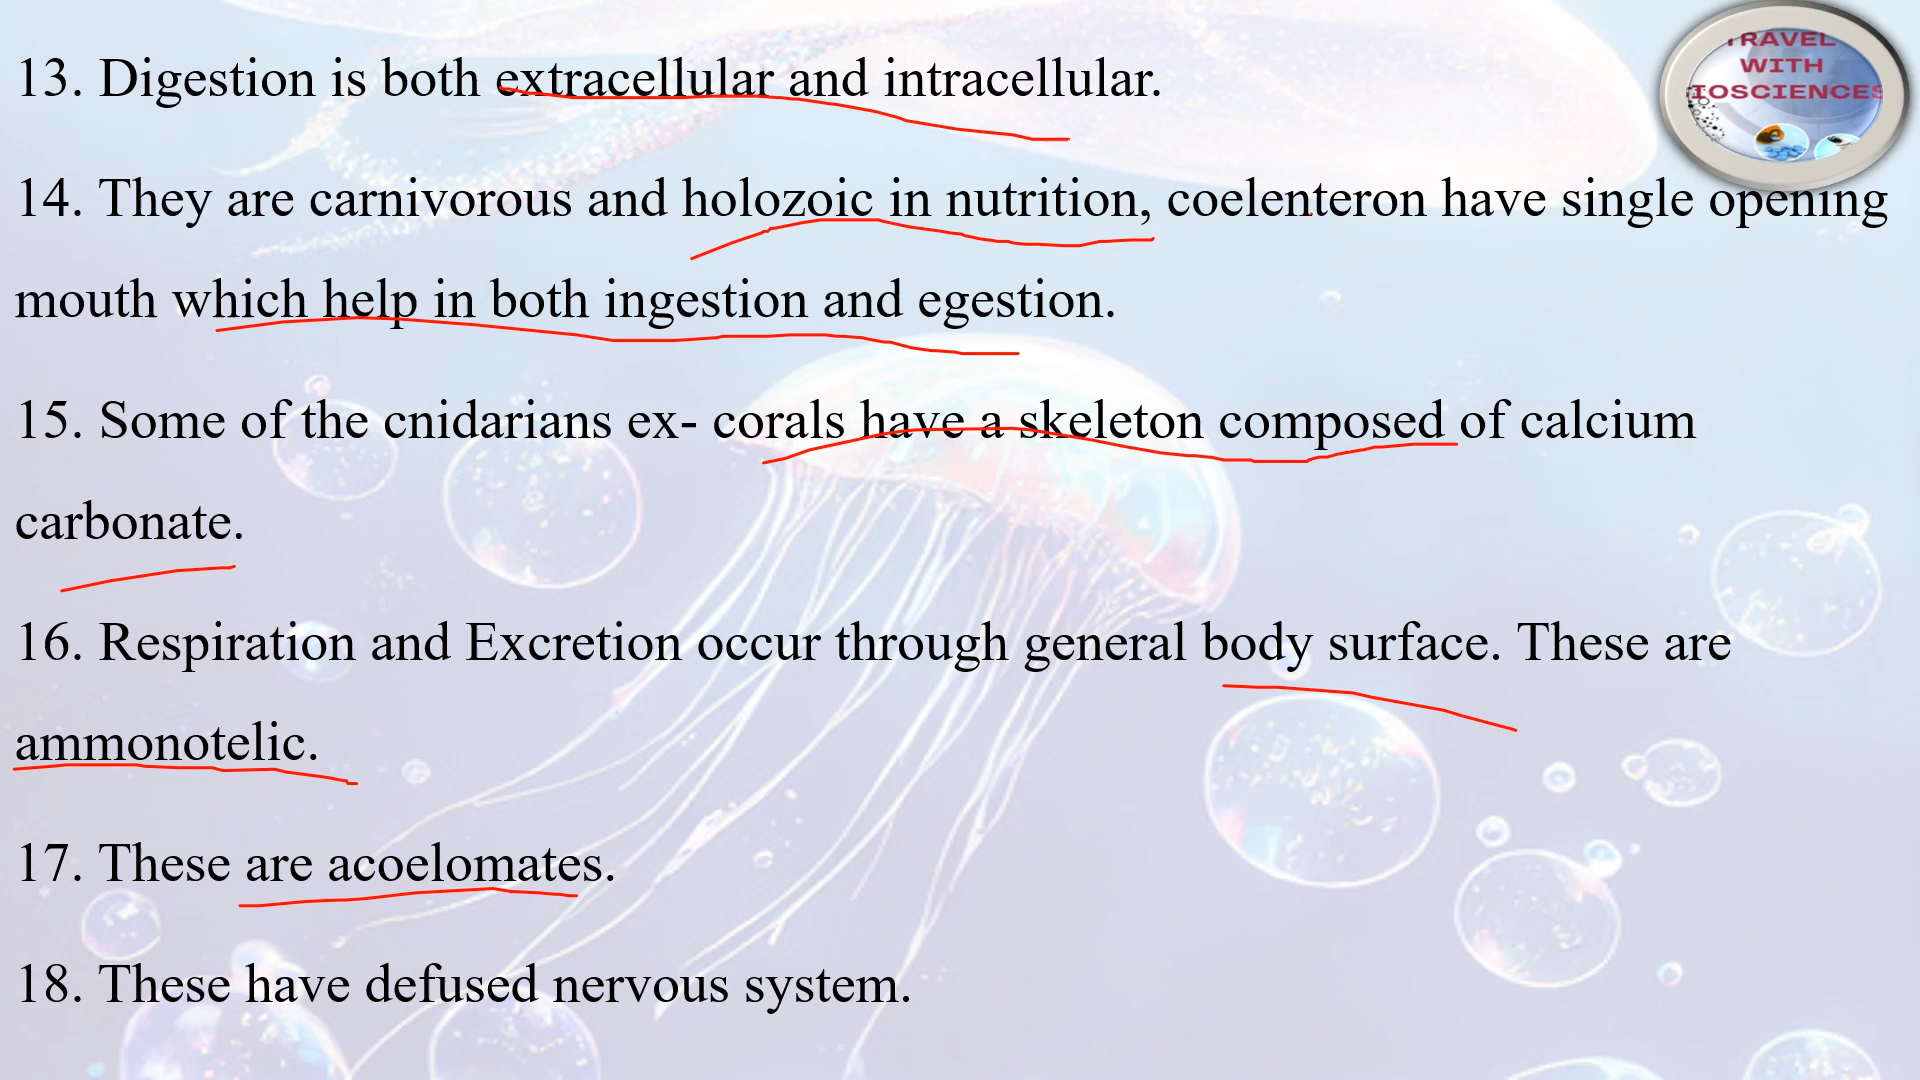 TRAVEL
WITH
IOSCIENCES
13. Digestion is both extracellular and intracellular.
14. They are carnivorous and holozoic in nutrition, coelenteron have single opening
mouth which help in both ingestion and egestion.
15. Some of the cnidarians ex- corals have a skeleton composed of calcium
carbonate.
16. Respiration and Excretion occur through general body surface. These are
ammonotelic.
17. These are acoelomates.
18. These have defused nervous system.